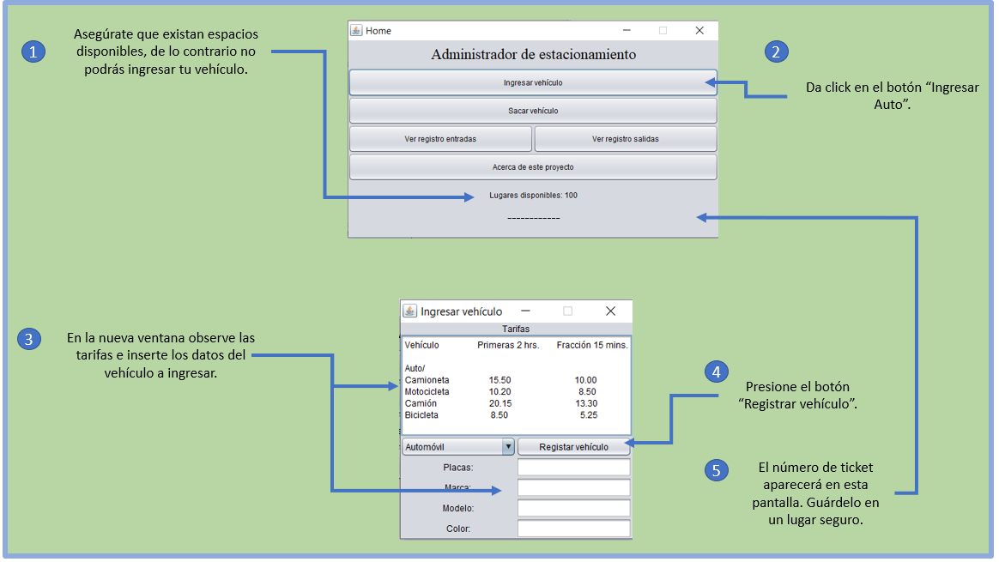 1
Asegúrate que existan espacios
disponibles, de lo contrario no
podrás ingresar tu vehículo.
Home
Administrador de estacionamiento
Ingresar vehículo
Sacar vehículo
Ver registro entradas
Ver registro salidas
Acerca de este proyecto
Lugares disponibles: 100
------------
2
Da click en el botón “Ingresar
Auto”.
3
En la nueva ventana observe las
tarifas e inserte los datos del
vehículo a ingresar.
Ingresar vehículo
Tarifas
Vehículo Primeras 2 hrs. Fracción 15 mins.
Auto/
Camioneta 15.50 10.00
Motocicleta 10.20 8.50
Camión 20.15 13.30
Bicicleta 8.50 5.25
Automóvil
Registar vehículo
Placas:
Marca:
Modelo:
Color:
4
Presione el botón
“Registrar vehículo”.
5
El número de ticket
aparecerá en esta
pantalla. Guárdelo en
un lugar seguro.